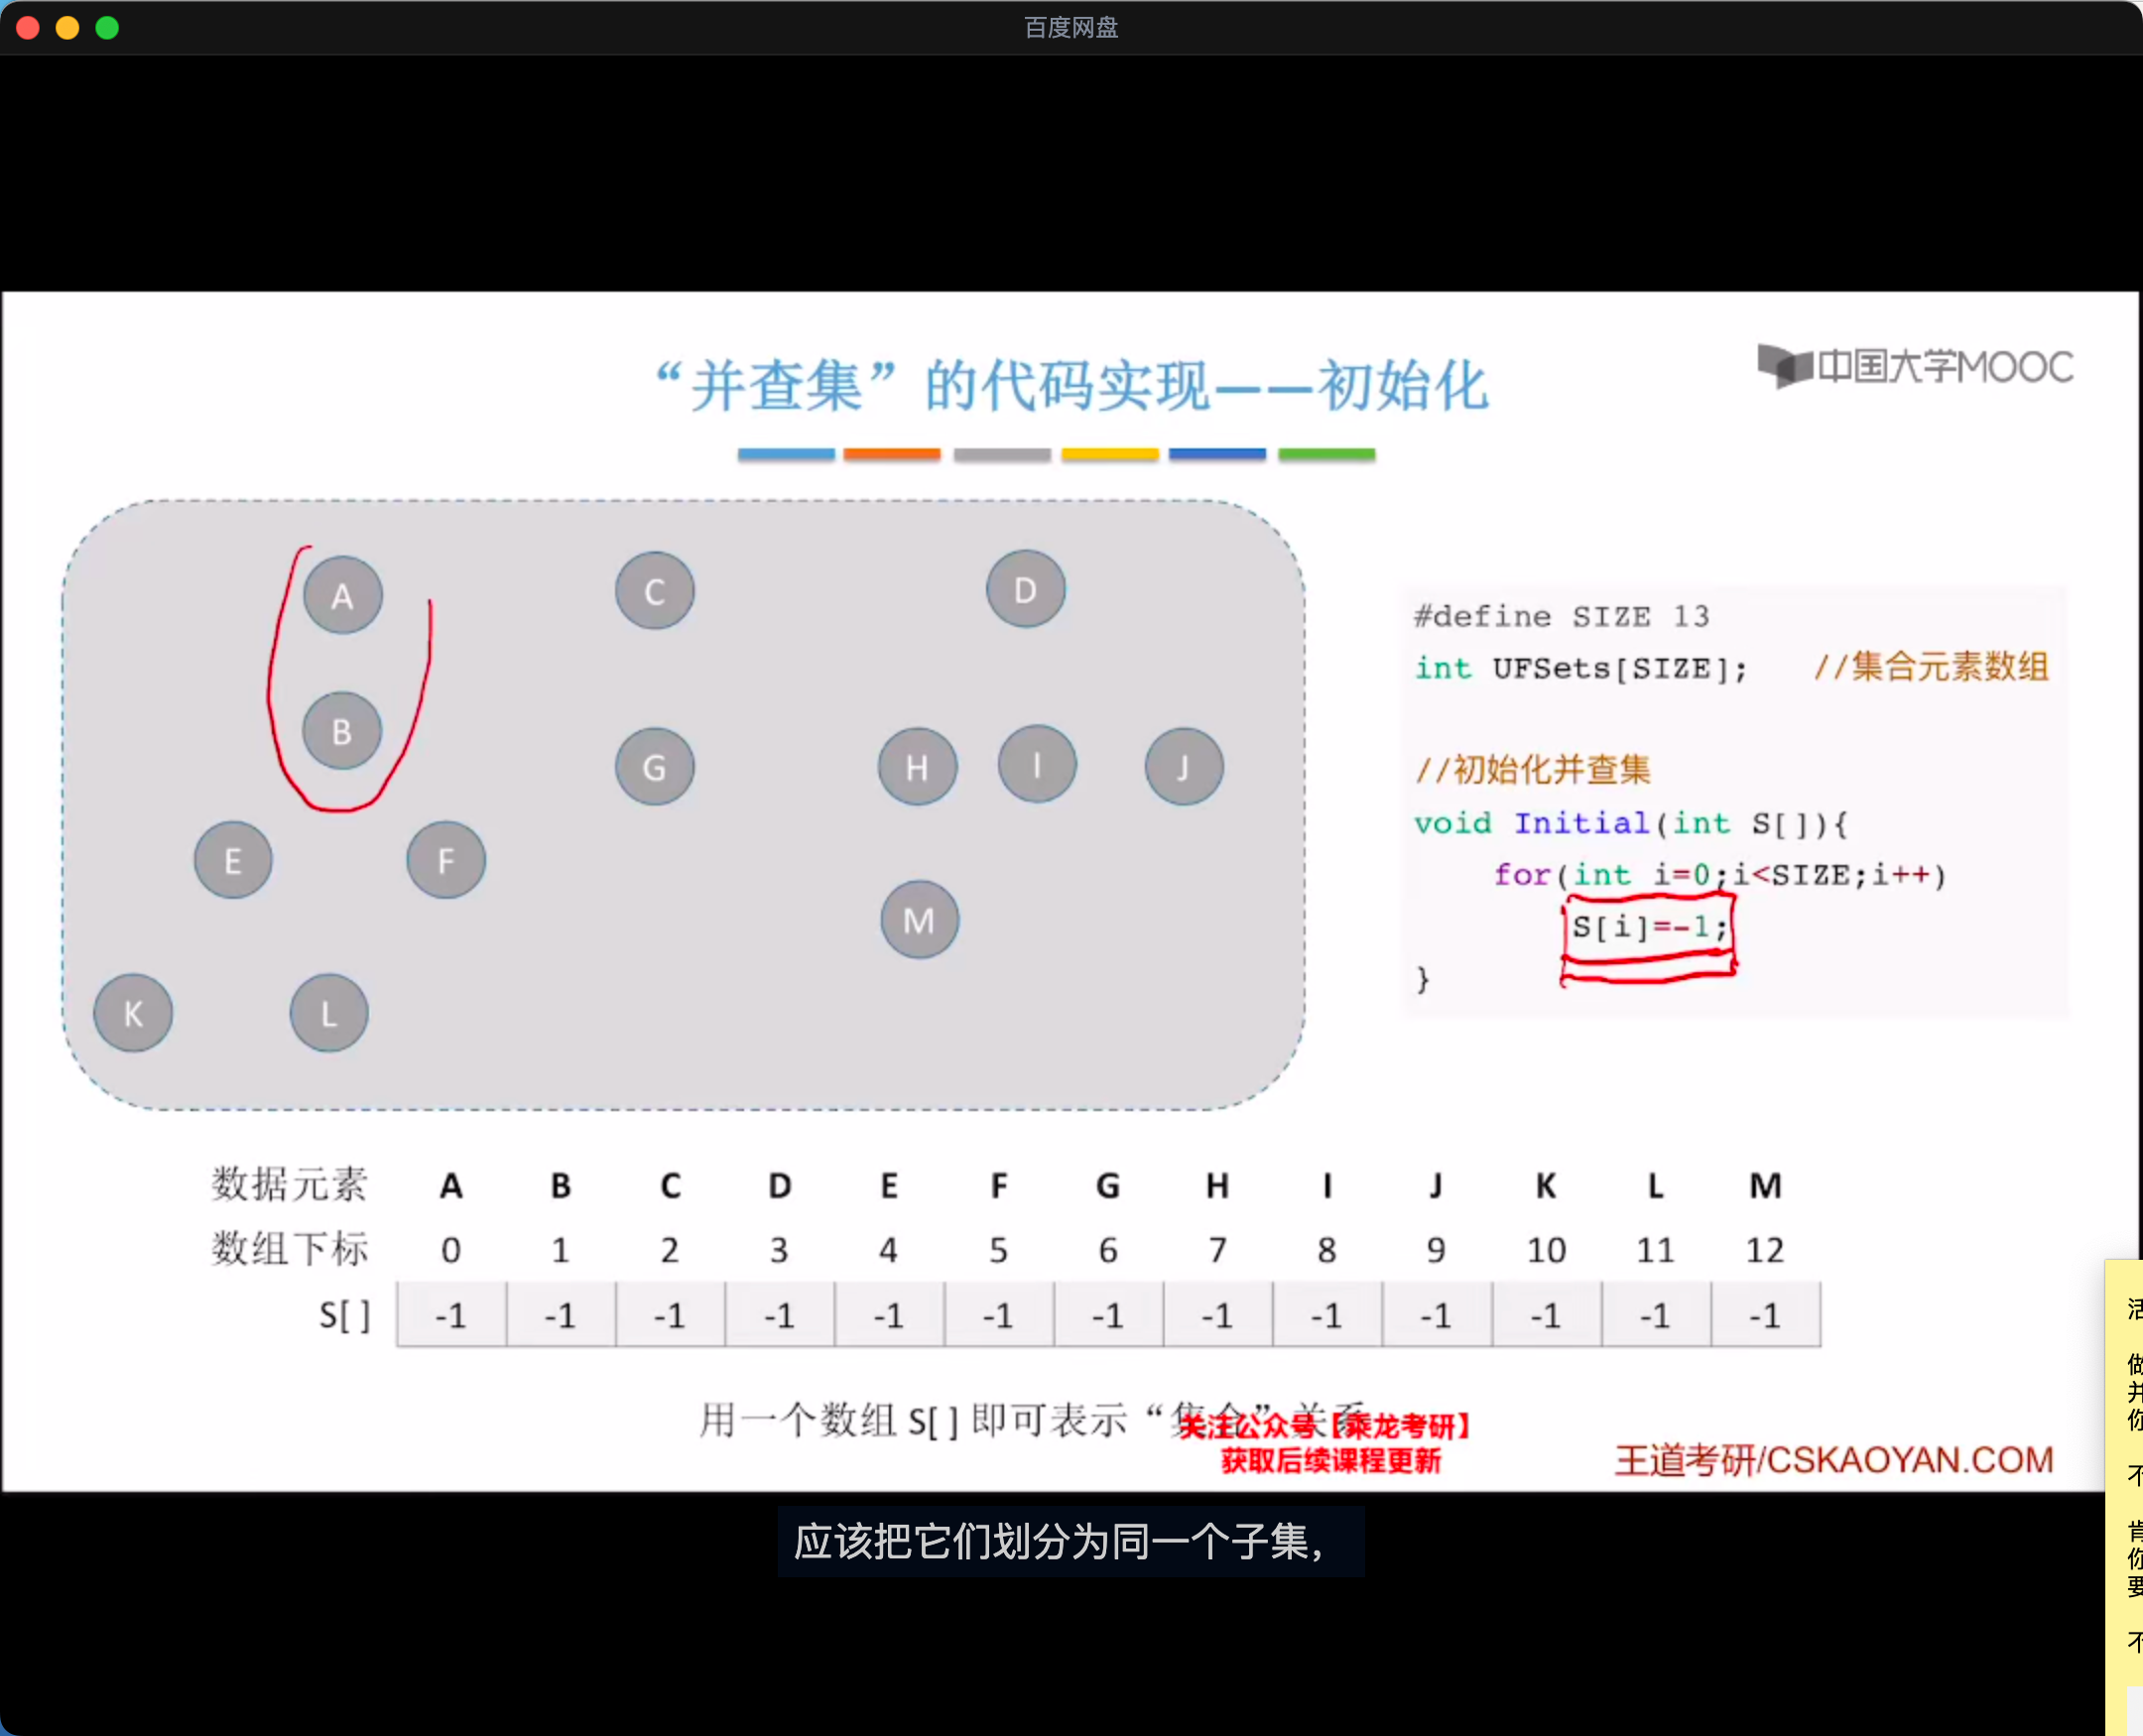 百度网盘
“并查集”的代码实现——初始化
中国大学MOOC
A
C
D
B
G
H
I
J
E
F
M
K
L
#define SIZE 13
int UFSets[SIZE]; //集合元素数组
//初始化并查集
void Initial(int S[]){
for(int i=0;i<SIZE;i++)
S[i]=-1;
}
数据元素 A B C D E F G H I J K L M
数组下标 0 1 2 3 4 5 6 7 8 9 10 11 12
S[ ] -1 -1 -1 -1 -1 -1 -1 -1 -1 -1 -1 -1 -1
用一个数组 S[ ] 即可表示“集合”关系
关注公众号【乘龙考研】
获取后续课程更新
王道考研/CSKAOYAN.COM
应该把它们划分为同一个子集，